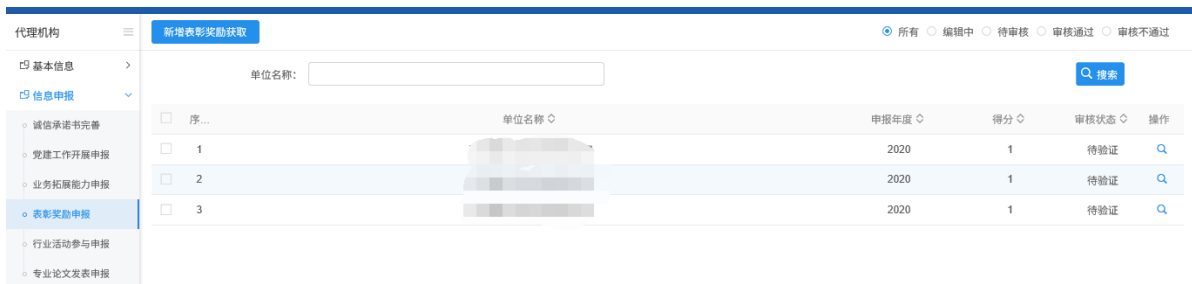 代理机构
新增表彰奖励获取
所有 编辑中 待审核 审核通过 审核不通过
基本信息
单位名称:
搜索
信息申报
诚信承诺书完善
党建工作开展申报
业务拓展能力申报
表彰奖励申报
行业活动参与申报
专业论文发表申报
序... 单位名称 申报年度 得分 审核状态 操作
1 2020 1 待验证
2 2020 1 待验证
3 2020 1 待验证